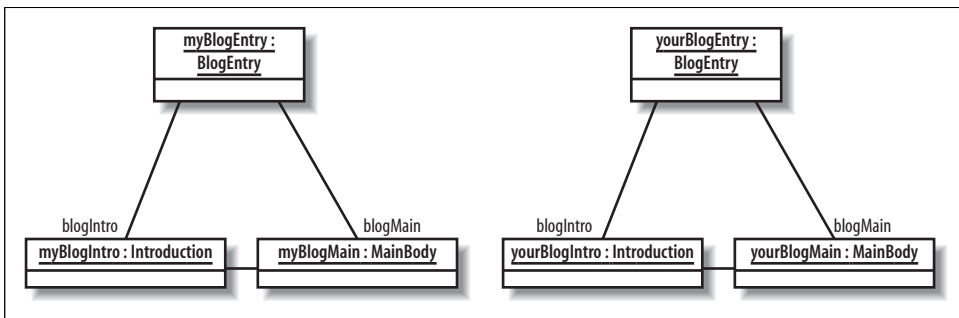 myBlogEntry :
BlogEntry
yourBlogEntry :
BlogEntry
blogIntro
blogMain
blogIntro
blogMain
myBlogIntro : Introduction
myBlogMain : MainBody
yourBlogIntro : Introduction
yourBlogMain : MainBody